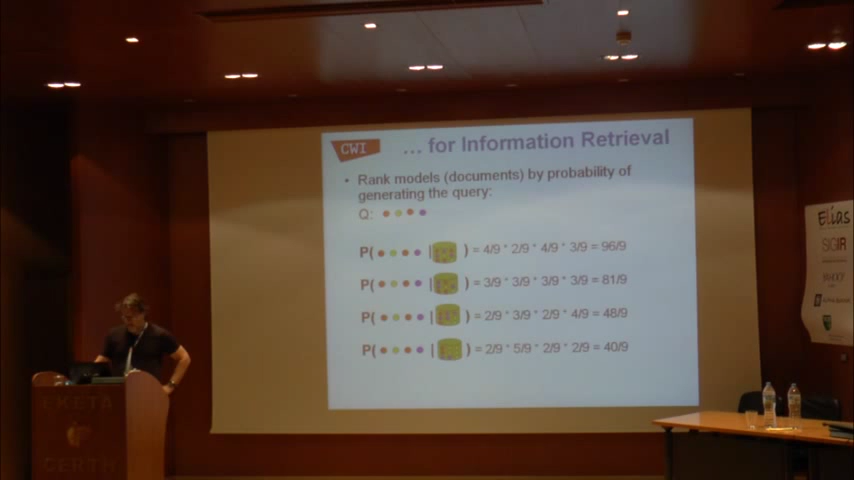 CWI
... for Information Retrieval
• Rank models (documents) by probability of
generating the query:
Q:
P( | ) = 4/9 * 2/9 * 4/9 * 3/9 = 96/9
P( | ) = 3/9 * 3/9 * 3/9 * 3/9 = 81/9
P( | ) = 2/9 * 3/9 * 2/9 * 4/9 = 48/9
P( | ) = 2/9 * 5/9 * 2/9 * 2/9 = 40/9
Elias
SIGIR
YAHOO!
EKETA
CERTH